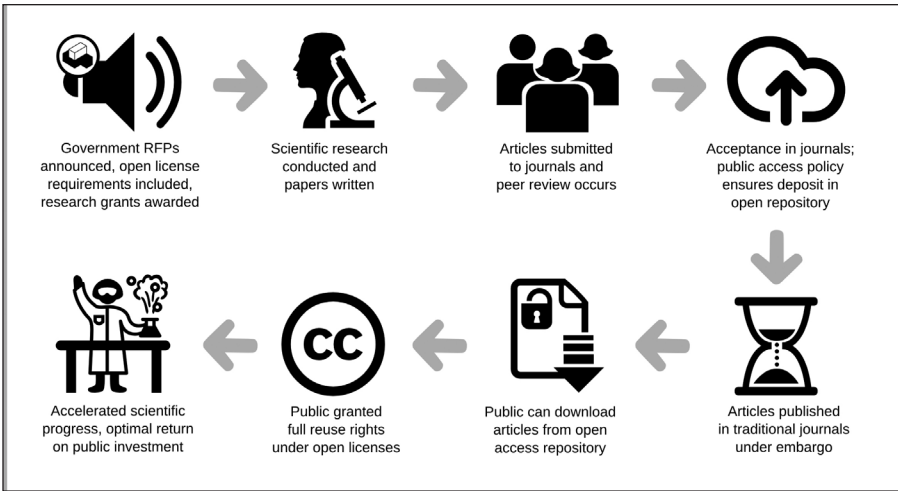 Government RFPs
announced, open license
requirements included,
research grants awarded
Scientific research
conducted and
papers written
Articles submitted
to journals and
peer review occurs
Acceptance in journals;
public access policy
ensures deposit in
open repository
Articles published
in traditional journals
under embargo
Public can download
articles from open
access repository
CC
Public granted
full reuse rights
under open licenses
Accelerated scientific
progress, optimal return
on public investment